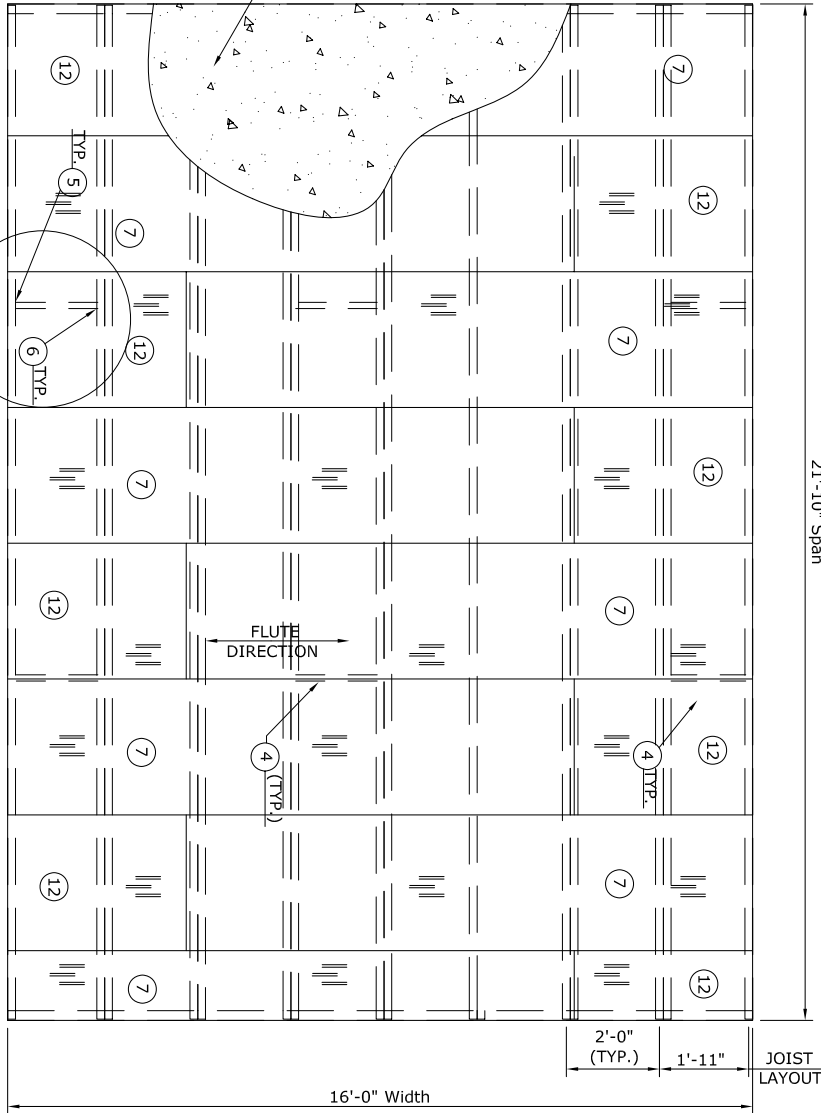 12
7
TYP.
5
7
12
12
7
6
TYP.
7
12
12
7
FLUTE
DIRECTION
7
4
(TYP.)
4
TYP.
12
12
7
7
12
21'-10" Span
2'-0"
(TYP.)
1'-11"
JOIST
LAYOUT
16'-0" Width